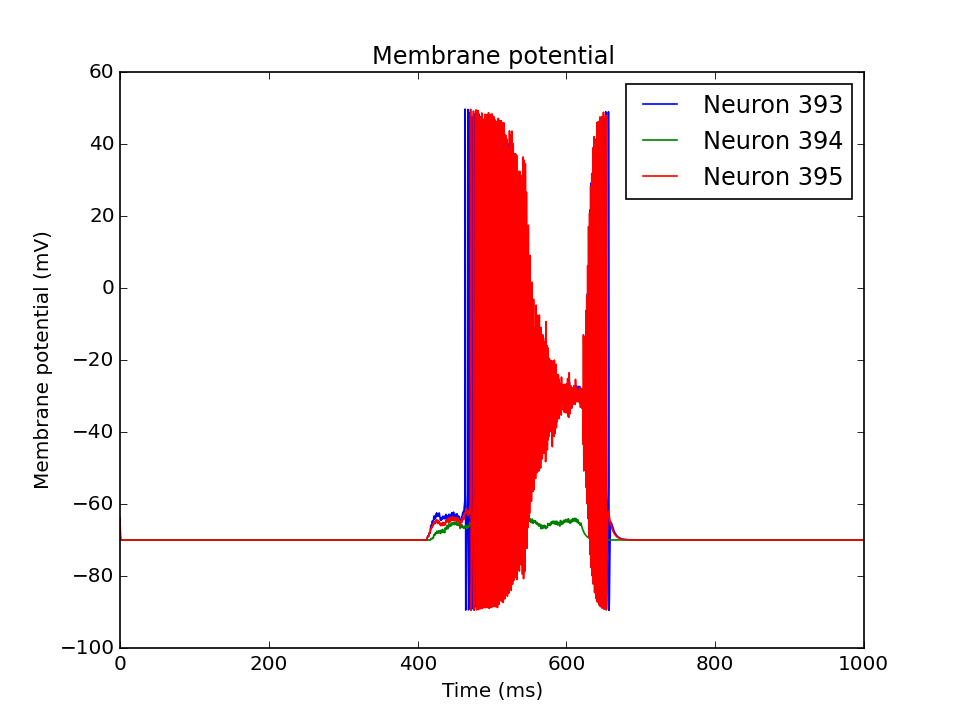 Membrane potential
60
40
20
0
−20
−40
−60
−80
−100
Membrane potential (mV)
Neuron 393
Neuron 394
Neuron 395
0 200 400 600 800 1000
Time (ms)